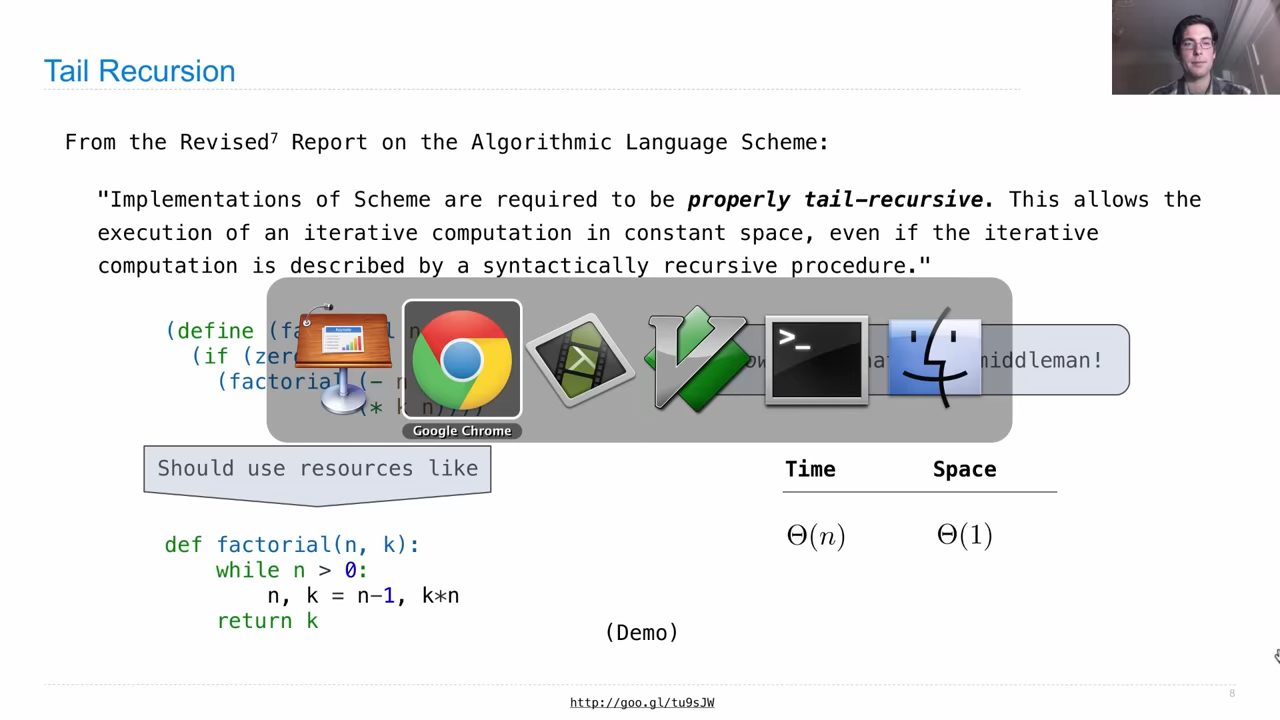 Tail Recursion
From the Revised⁷ Report on the Algorithmic Language Scheme:
"Implementations of Scheme are required to be properly tail-recursive. This allows the
execution of an iterative computation in constant space, even if the iterative
computation is described by a syntactically recursive procedure."
(define (factorial n
(if (zero
(factorial (- n
(* k n))))
middleman!
Google Chrome
Should use resources like
Time Space
Θ(n) Θ(1)
def factorial(n, k):
while n > 0:
n, k = n-1, k*n
return k
(Demo)
http://goo.gl/tu9sJW
8